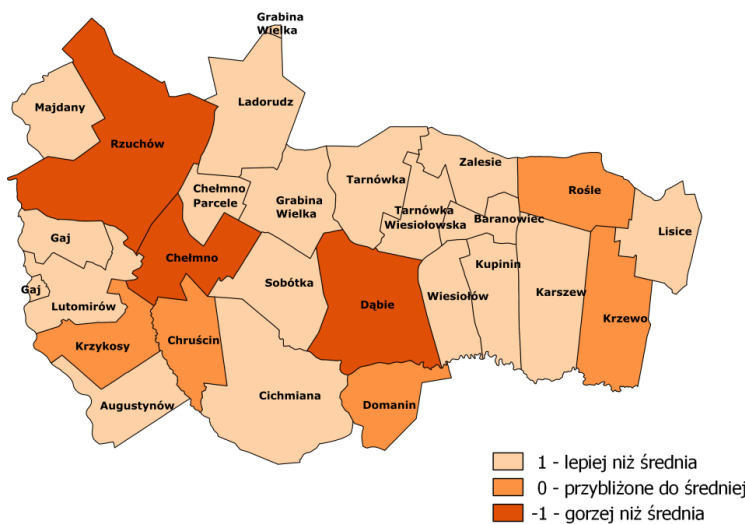 Grabina
Wielka
Majdany
Ladorudz
Rzuchów
Zalesie
Tarnówka
Rośle
Chełmno
Parcele
Grabina
Wielka
Tarnówka
Wiesiołowska
Baranowiec
Lisice
Gaj
Chełmno
Sobótka
Kupinin
Gaj
Lutomirów
Dąbie
Wiesiołów
Karszew
Krzewo
Krzykosy
Chruścin
Augustynów
Cichmiana
Domanin
1 - lepiej niż średnia
0 - przybliżone do średniej
-1 - gorzej niż średnia